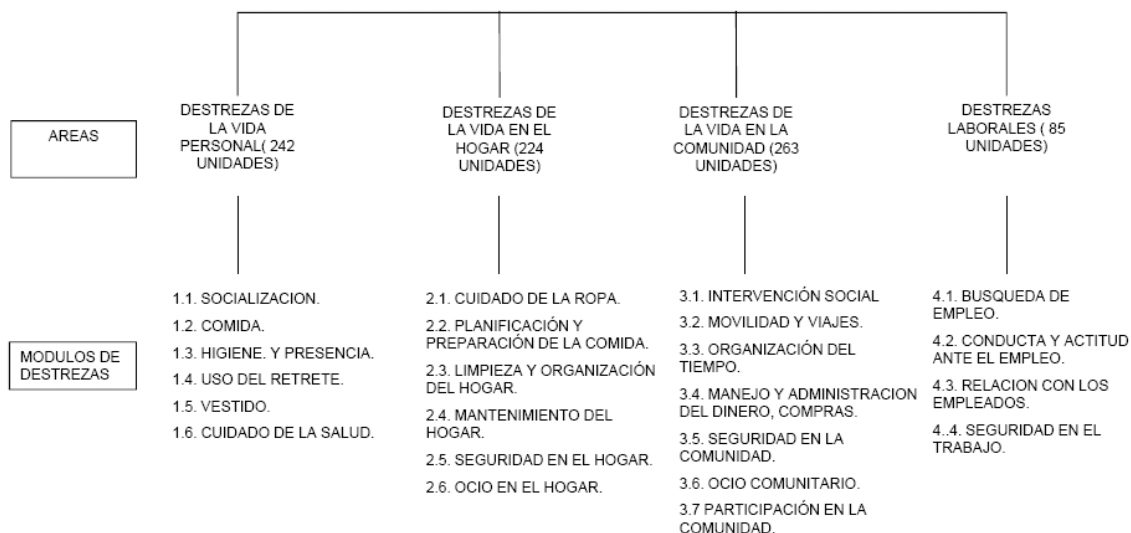 AREAS
DESTREZAS DE
LA VIDA
PERSONAL( 242
UNIDADES)
DESTREZAS DE
LA VIDA EN EL
HOGAR (224
UNIDADES)
DESTREZAS DE
LA VIDA EN LA
COMUNIDAD (263
UNIDADES)
DESTREZAS
LABORALES ( 85
UNIDADES)
MODULOS DE
DESTREZAS
1.1. SOCIALIZACION.
1.2. COMIDA.
1.3. HIGIENE. Y PRESENCIA.
1.4. USO DEL RETRETE.
1.5. VESTIDO.
1.6. CUIDADO DE LA SALUD.
2.1. CUIDADO DE LA ROPA.
2.2. PLANIFICACIÓN Y
PREPARACIÓN DE LA COMIDA.
2.3. LIMPIEZA Y ORGANIZACIÓN
DEL HOGAR.
2.4. MANTENIMIENTO DEL
HOGAR.
2.5. SEGURIDAD EN EL HOGAR.
2.6. OCIO EN EL HOGAR.
3.1. INTERVENCIÓN SOCIAL
3.2. MOVILIDAD Y VIAJES.
3.3. ORGANIZACIÓN DEL
TIEMPO.
3.4. MANEJO Y ADMINISTRACION
DEL DINERO, COMPRAS.
3.5. SEGURIDAD EN LA
COMUNIDAD.
3.6. OCIO COMUNITARIO.
3.7 PARTICIPACIÓN EN LA
COMUNIDAD.
4.1. BUSQUEDA DE
EMPLEO.
4.2. CONDUCTA Y ACTITUD
ANTE EL EMPLEO.
4.3. RELACION CON LOS
EMPLEADOS.
4..4. SEGURIDAD EN EL
TRABAJO.